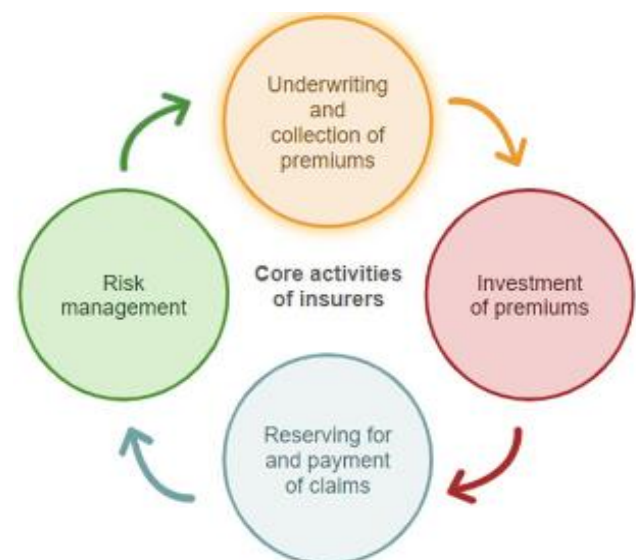 Underwriting
and
collection of
premiums
Risk
management
Core activities
of insurers
Investment
of premiums
Reserving for
and payment
of claims